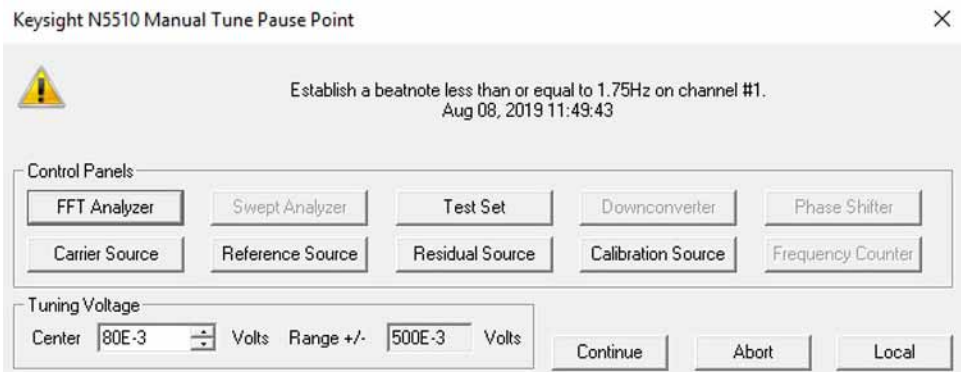 Keysight N5510 Manual Tune Pause Point
Establish a beatnote less than or equal to 1.75Hz on channel #1.
Aug 08, 2019 11:49:43
Control Panels
FFT Analyzer Swept Analyzer Test Set Downconverter Phase Shifter
Carrier Source Reference Source Residual Source Calibration Source Frequency Counter
Tuning Voltage
Center 80E-3 Volts Range +/- 500E-3 Volts
Continue Abort Local